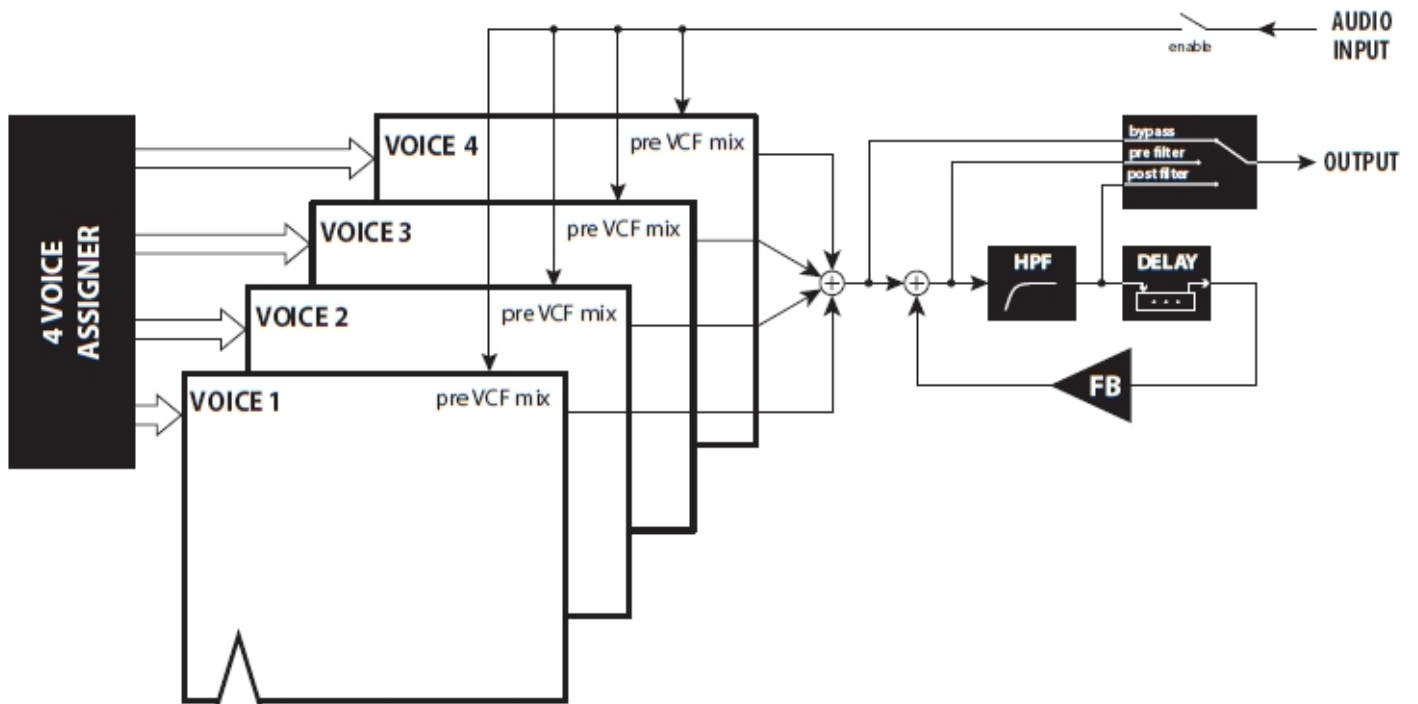 AUDIO
INPUT
enable
4 VOICE
ASSIGNER
VOICE 4
pre VCF mix
VOICE 3
pre VCF mix
VOICE 2
pre VCF mix
VOICE 1
pre VCF mix
bypass
pre filter
post filter
OUTPUT
HPF
DELAY
FB